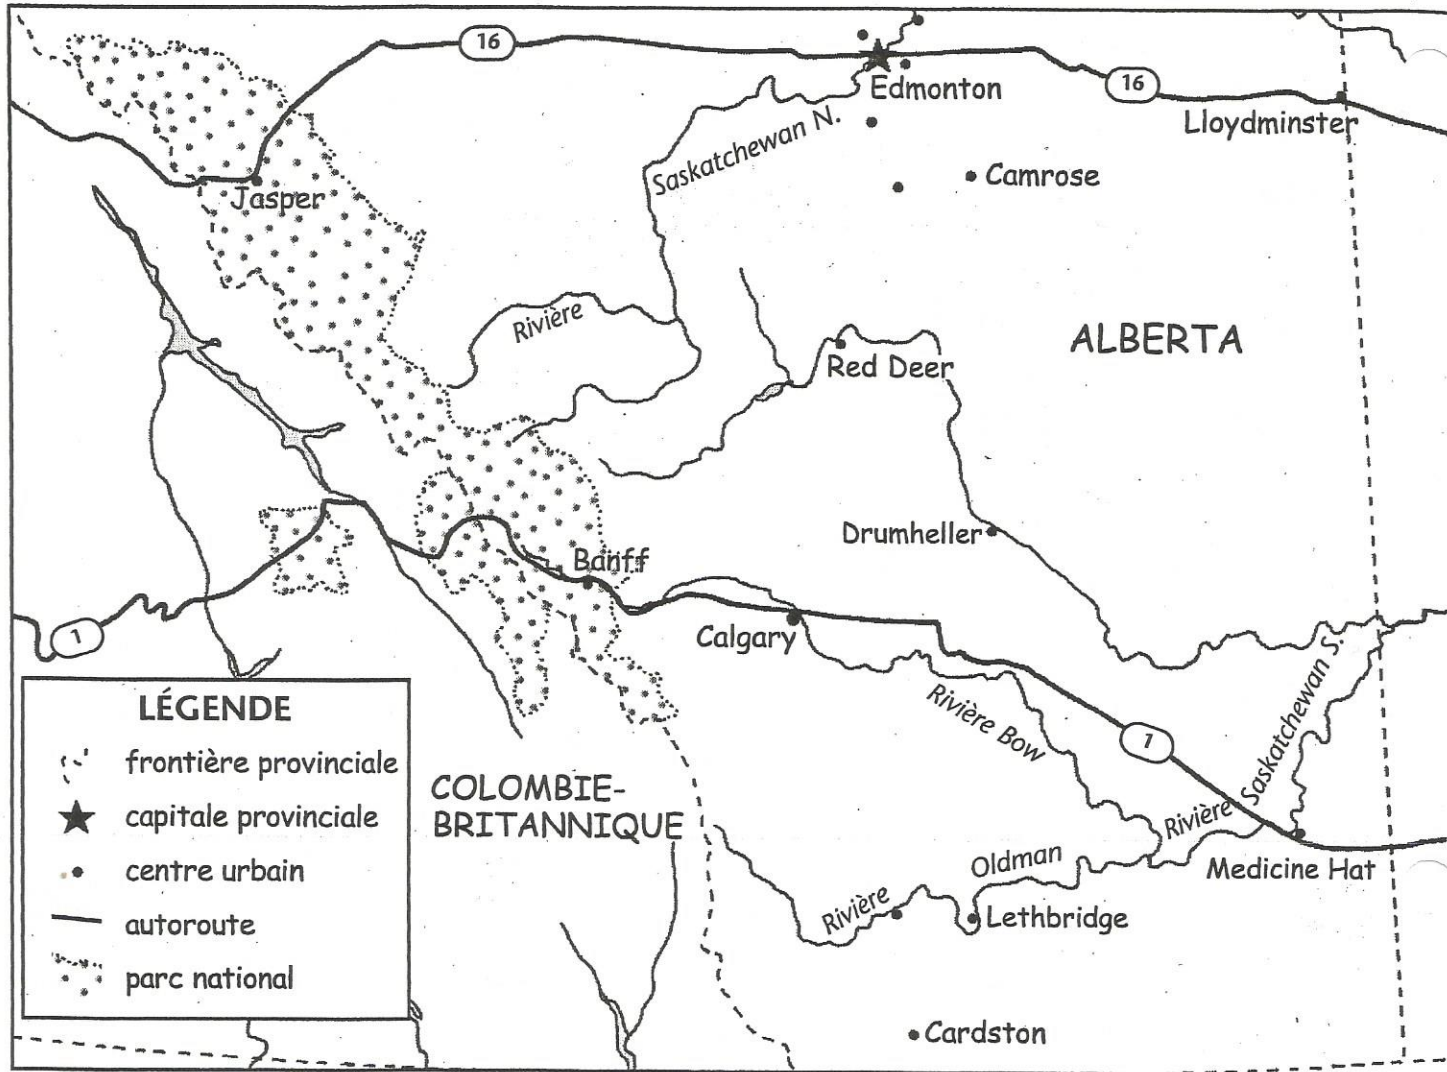 16
Edmonton
16
Lloydminster
Saskatchewan N.
Camrose
Jasper
Rivière
ALBERTA
Red Deer
Drumheller
Banff
1
Calgary
Rivière Bow
1
Rivière Saskatchewan S.
LÉGENDE
frontière provinciale
capitale provinciale
centre urbain
autoroute
parc national
COLOMBIE-
BRITANNIQUE
Rivière Oldman
Medicine Hat
Lethbridge
Cardston